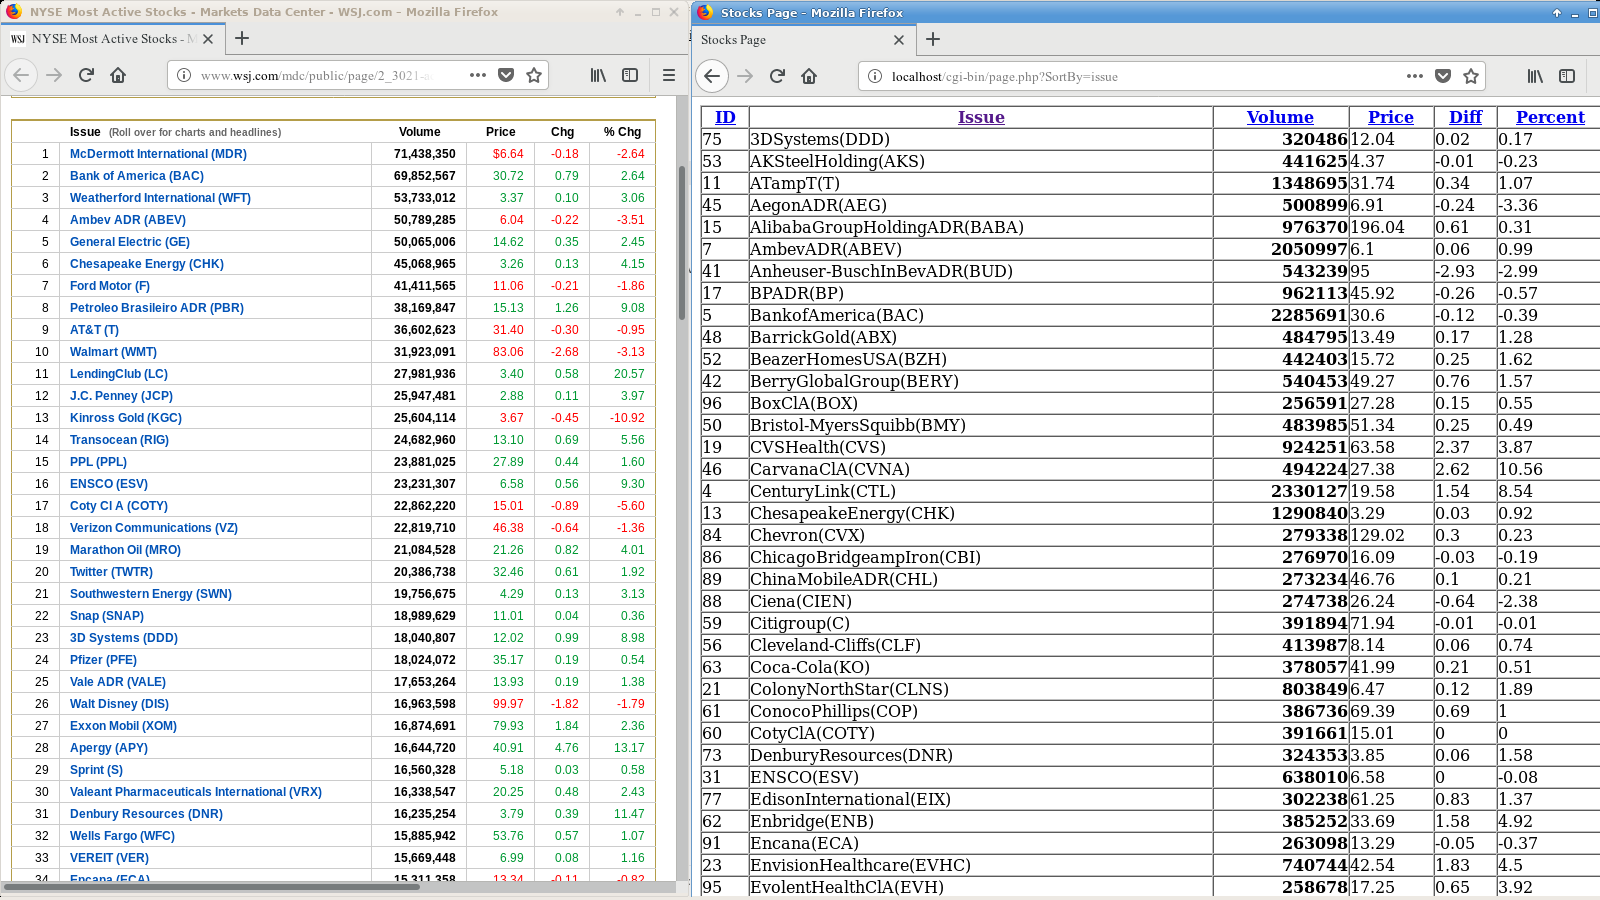 NYSE Most Active Stocks - Markets Data Center - WSJ.com - Mozilla Firefox
WSJ NYSE Most Active Stocks - M
www.wsj.com/mdc/public/page/2_3021-a
Issue (Roll over for charts and headlines) Volume Price Chg % Chg
1 McDermott International (MDR) 71,438,350 $6.64 -0.18 -2.64
2 Bank of America (BAC) 69,852,567 30.72 0.79 2.64
3 Weatherford International (WFT) 53,733,012 3.37 0.10 3.06
4 Ambev ADR (ABEV) 50,789,285 6.04 -0.22 -3.51
5 General Electric (GE) 50,065,006 14.62 0.35 2.45
6 Chesapeake Energy (CHK) 45,068,965 3.26 0.13 4.15
7 Ford Motor (F) 41,411,565 11.06 -0.21 -1.86
8 Petroleo Brasileiro ADR (PBR) 38,169,847 15.13 1.26 9.08
9 AT&T (T) 36,602,623 31.40 -0.30 -0.95
10 Walmart (WMT) 31,923,091 83.06 -2.68 -3.13
11 LendingClub (LC) 27,981,936 3.40 0.58 20.57
12 J.C. Penney (JCP) 25,947,481 2.88 0.11 3.97
13 Kinross Gold (KGC) 25,604,114 3.67 -0.45 -10.92
14 Transocean (RIG) 24,682,960 13.10 0.69 5.56
15 PPL (PPL) 23,881,025 27.89 0.44 1.60
16 ENSCO (ESV) 23,231,307 6.58 0.56 9.30
17 Coty Cl A (COTY) 22,862,220 15.01 -0.89 -5.60
18 Verizon Communications (VZ) 22,819,710 46.38 -0.64 -1.36
19 Marathon Oil (MRO) 21,084,528 21.26 0.82 4.01
20 Twitter (TWTR) 20,386,738 32.46 0.61 1.92
21 Southwestern Energy (SWN) 19,756,675 4.29 0.13 3.13
22 Snap (SNAP) 18,989,629 11.01 0.04 0.36
23 3D Systems (DDD) 18,040,807 12.02 0.99 8.98
24 Pfizer (PFE) 18,024,072 35.17 0.19 0.54
25 Vale ADR (VALE) 17,653,264 13.93 0.19 1.38
26 Walt Disney (DIS) 16,963,598 99.97 -1.82 -1.79
27 Exxon Mobil (XOM) 16,874,691 79.93 1.84 2.36
28 Apergy (APY) 16,644,720 40.91 4.76 13.17
29 Sprint (S) 16,560,328 5.18 0.03 0.58
30 Valeant Pharmaceuticals International (VRX) 16,338,547 20.25 0.48 2.43
31 Denbury Resources (DNR) 16,235,254 3.79 0.39 11.47
32 Wells Fargo (WFC) 15,885,942 53.76 0.57 1.07
33 VEREIT (VER) 15,669,448 6.99 0.08 1.16
34 Encana (ECA) 15,311,358 13.34 -0.11 -0.82
Stocks Page - Mozilla Firefox
Stocks Page
localhost/cgi-bin/page.php?SortBy=issue
ID Issue Volume Price Diff Percent
75 3DSystems(DDD) 320486 12.04 0.02 0.17
53 AKSteelHolding(AKS) 441625 4.37 -0.01 -0.23
11 ATampT(T) 1348695 31.74 0.34 1.07
45 AegonADR(AEG) 500899 6.91 -0.24 -3.36
15 AlibabaGroupHoldingADR(BABA) 976370 196.04 0.61 0.31
7 AmbevADR(ABEV) 2050997 6.1 0.06 0.99
41 Anheuser-BuschInBevADR(BUD) 543239 95 -2.93 -2.99
17 BPADR(BP) 962113 45.92 -0.26 -0.57
5 BankofAmerica(BAC) 2285691 30.6 -0.12 -0.39
48 BarrickGold(ABX) 484795 13.49 0.17 1.28
52 BeazerHomesUSA(BZH) 442403 15.72 0.25 1.62
42 BerryGlobalGroup(BERY) 540453 49.27 0.76 1.57
96 BoxClA(BOX) 256591 27.28 0.15 0.55
50 Bristol-MyersSquibb(BMY) 483985 51.34 0.25 0.49
19 CVSHealth(CVS) 924251 63.58 2.37 3.87
46 CarvanaClA(CVNA) 494224 27.38 2.62 10.56
4 CenturyLink(CTL) 2330127 19.58 1.54 8.54
13 ChesapeakeEnergy(CHK) 1290840 3.29 0.03 0.92
84 Chevron(CVX) 279338 129.02 0.3 0.23
86 ChicagoBridgeampIron(CBI) 276970 16.09 -0.03 -0.19
89 ChinaMobileADR(CHL) 273234 46.76 0.1 0.21
88 Ciena(CIEN) 274738 26.24 -0.64 -2.38
59 Citigroup(C) 391894 71.94 -0.01 -0.01
56 Cleveland-Cliffs(CLF) 413987 8.14 0.06 0.74
63 Coca-Cola(KO) 378057 41.99 0.21 0.51
21 ColonyNorthStar(CLNS) 803849 6.47 0.12 1.89
61 ConocoPhillips(COP) 386736 69.39 0.69 1
60 CotyClA(COTY) 391661 15.01 0 0
73 DenburyResources(DNR) 324353 3.85 0.06 1.58
31 ENSCO(ESV) 638010 6.58 0 -0.08
77 EdisonInternational(EIX) 302238 61.25 0.83 1.37
62 Enbridge(ENB) 385252 33.69 1.58 4.92
91 Encana(ECA) 263098 13.29 -0.05 -0.37
23 EnvisionHealthcare(EVHC) 740744 42.54 1.83 4.5
95 EvolentHealthClA(EVH) 258678 17.25 0.65 3.92